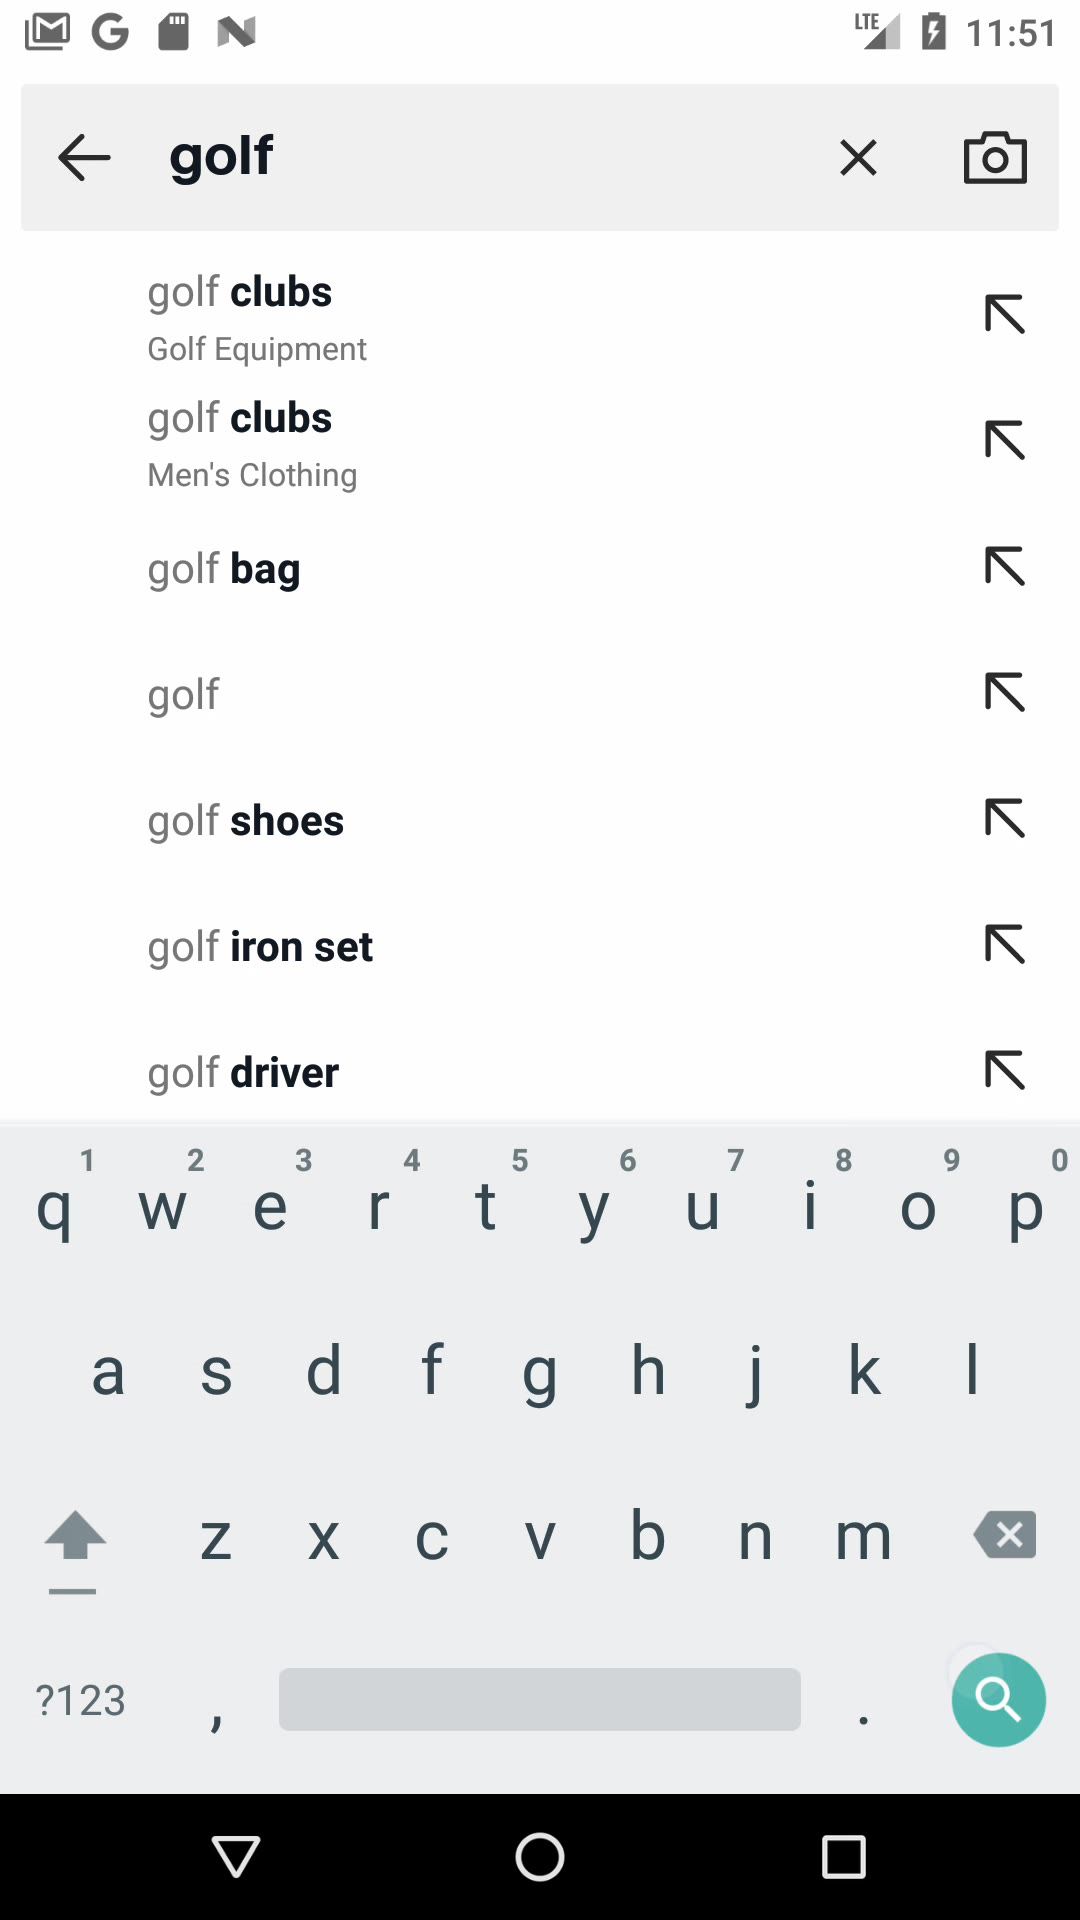 LTE 11:51
golf
golf clubs
Golf Equipment
golf clubs
Men's Clothing
golf bag
golf
golf shoes
golf iron set
golf driver
1 2 3 4 5 6 7 8 9 0
q w e r t y u i o p
a s d f g h j k l
z x c v b n m
?123 , .